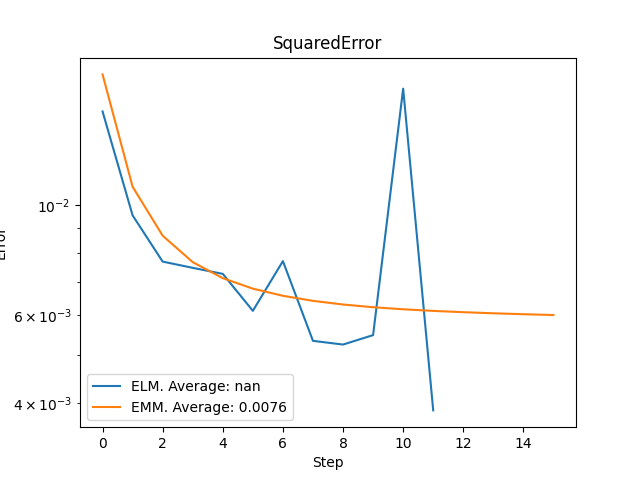 SquaredError
10⁻²
6 × 10⁻³
4 × 10⁻³
ELM. Average: nan
EMM. Average: 0.0076
0 2 4 6 8 10 12 14
Step